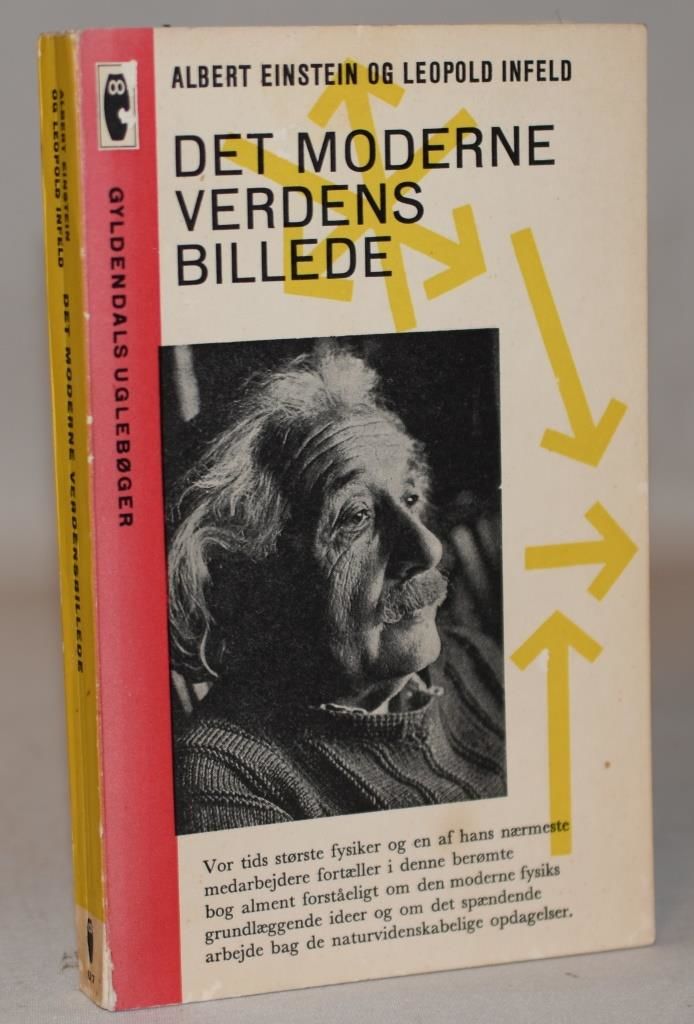 ALBERT EINSTEIN OG LEOPOLD INFELD
DET MODERNE
VERDENS
BILLEDE
GYLDENDALS UGLEBØGER
ALBERT EINSTEIN
OG LEOPOLD INFELD
DET MODERNE VERDENSBILLEDE
Vor tids største fysiker og en af hans nærmeste
medarbejdere fortæller i denne berømte
bog alment forståeligt om den moderne fysiks
grundlæggende ideer og om det spændende
arbejde bag de naturvidenskabelige opdagelser.